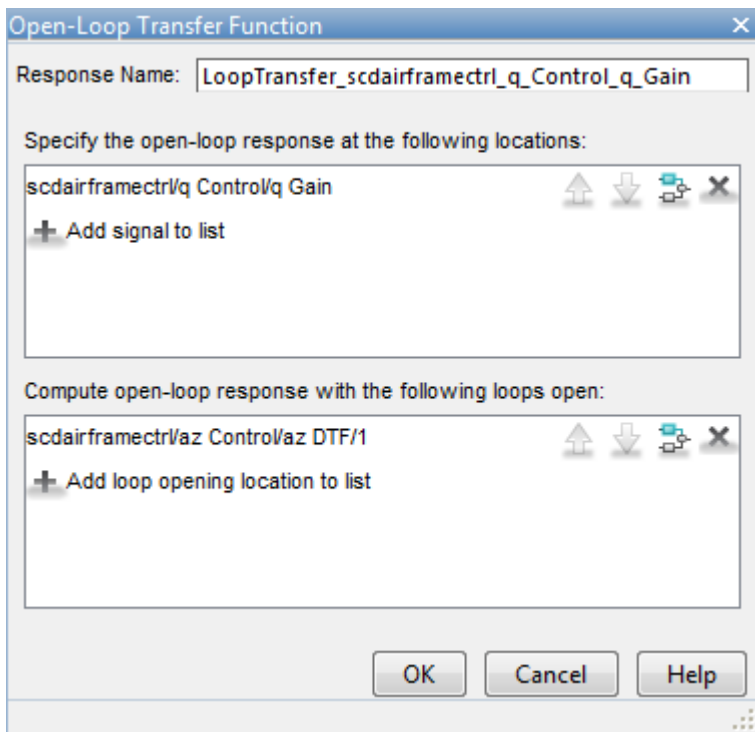 Open-Loop Transfer Function
Response Name: LoopTransfer_scdairframectrl_q_Control_q_Gain
Specify the open-loop response at the following locations:
scdairframectrl/q Control/q Gain
Add signal to list
Compute open-loop response with the following loops open:
scdairframectrl/az Control/az DTF/1
Add loop opening location to list
OK Cancel Help